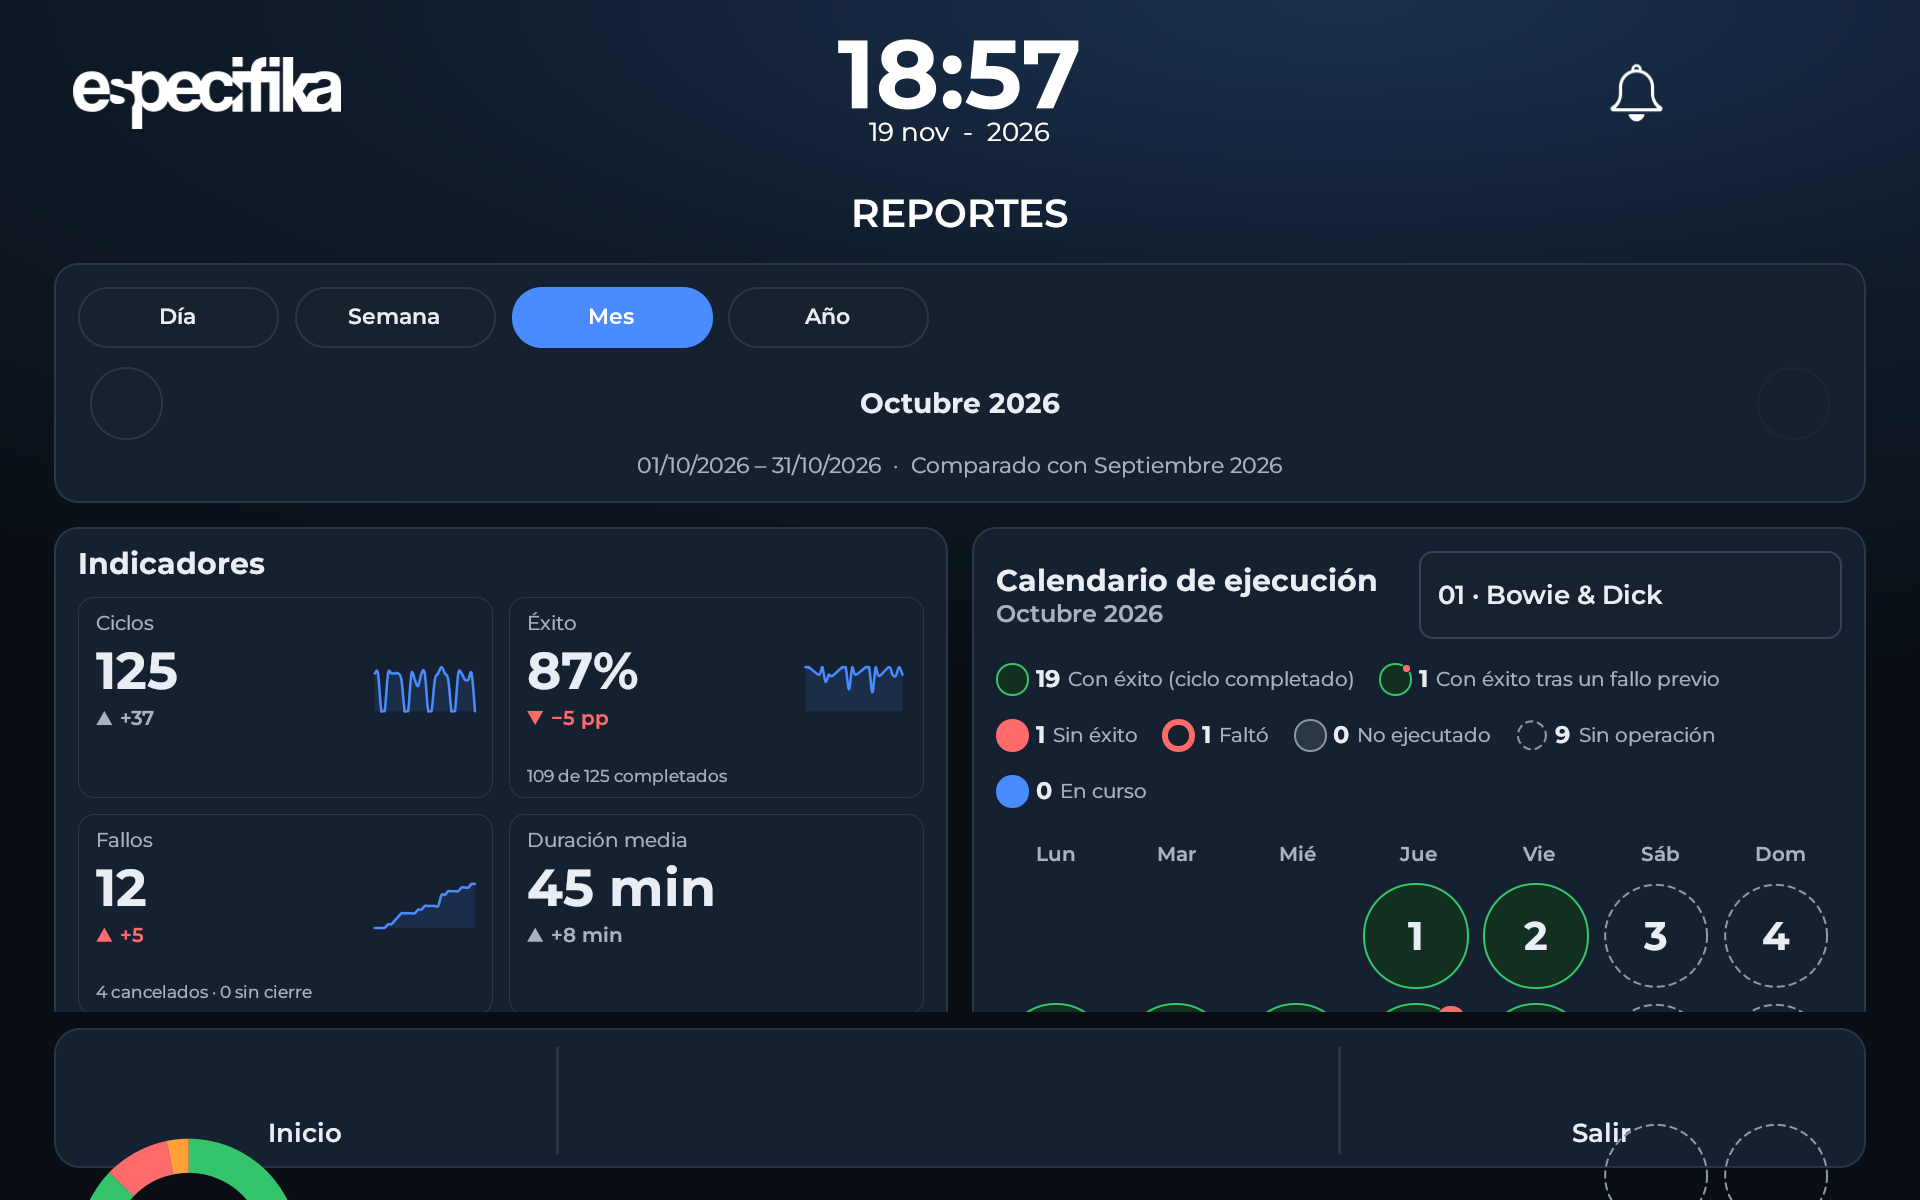 especifika
18:57
19 nov - 2026
REPORTES
Día
Semana
Mes
Año
Octubre 2026
01/10/2026 – 31/10/2026 · Comparado con Septiembre 2026
Indicadores
Ciclos
125
▲ +37
Éxito
87%
▼ −5 pp
109 de 125 completados
Fallos
12
▲ +5
4 cancelados · 0 sin cierre
Duración media
45 min
▲ +8 min
Calendario de ejecución
Octubre 2026
01 · Bowie & Dick
19 Con éxito (ciclo completado)
1 Con éxito tras un fallo previo
1 Sin éxito
1 Faltó
0 No ejecutado
9 Sin operación
0 En curso
Lun Mar Mié Jue Vie Sáb Dom
1 2 3 4
Inicio
Salir